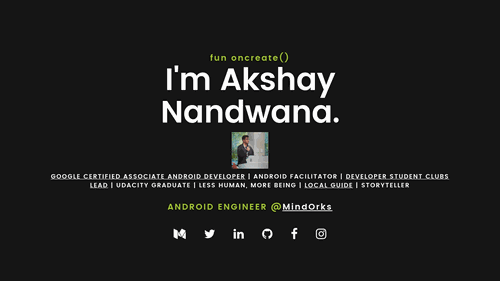 fun oncreate()
I'm Akshay
Nandwana.
GOOGLE CERTIFIED ASSOCIATE ANDROID DEVELOPER | ANDROID FACILITATOR | DEVELOPER STUDENT CLUBS
LEAD | UDACITY GRADUATE | LESS HUMAN, MORE BEING | LOCAL GUIDE | STORYTELLER
ANDROID ENGINEER @MindOrks